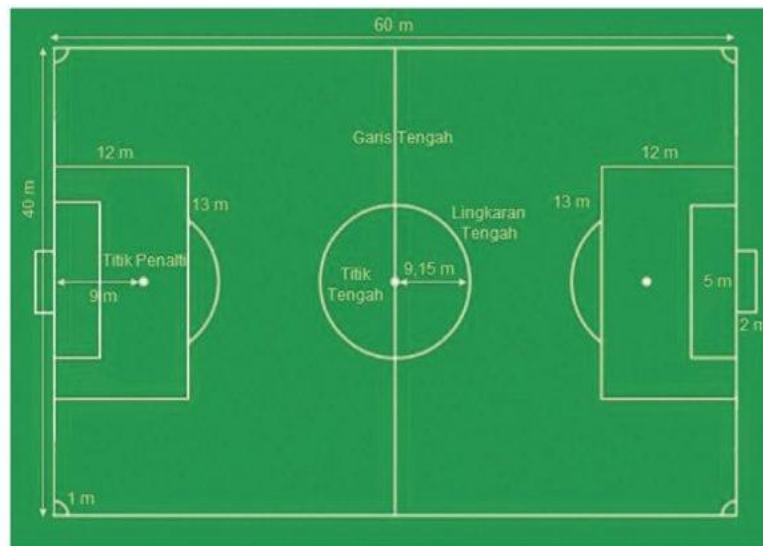 60 m
Garis Tengah
12 m
12 m
40 m
13 m
13 m
Lingkaran
Tengah
Titik Penalti
9 m
Titik
Tengah
9,15 m
5 m
2 m
1 m